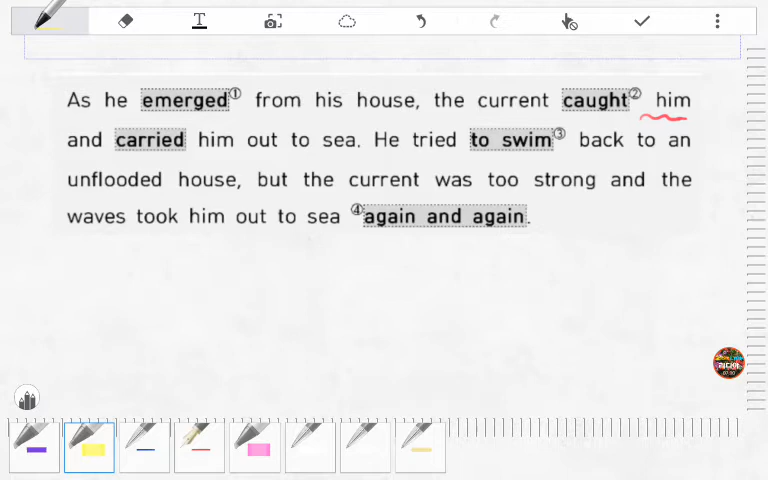 As he emerged① from his house, the current caught② him
and carried him out to sea. He tried to swim③ back to an
unflooded house, but the current was too strong and the
waves took him out to sea ④again and again.